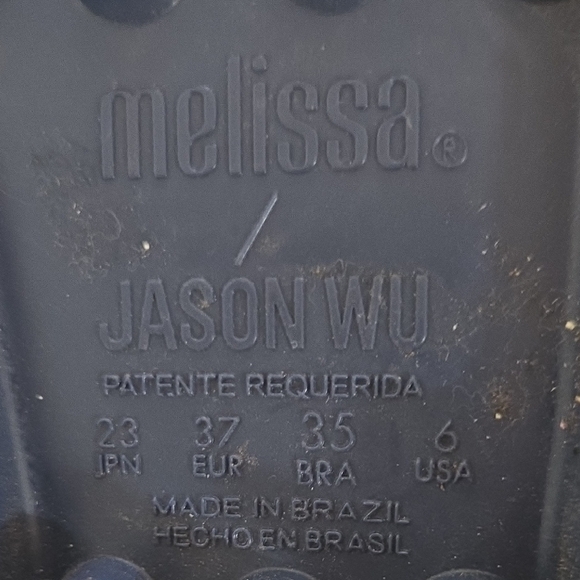 melissa®
/
JASON WU
PATENTE REQUERIDA
23 37 35 6
JPN EUR BRA USA
MADE IN BRAZIL
HECHO EN BRASIL